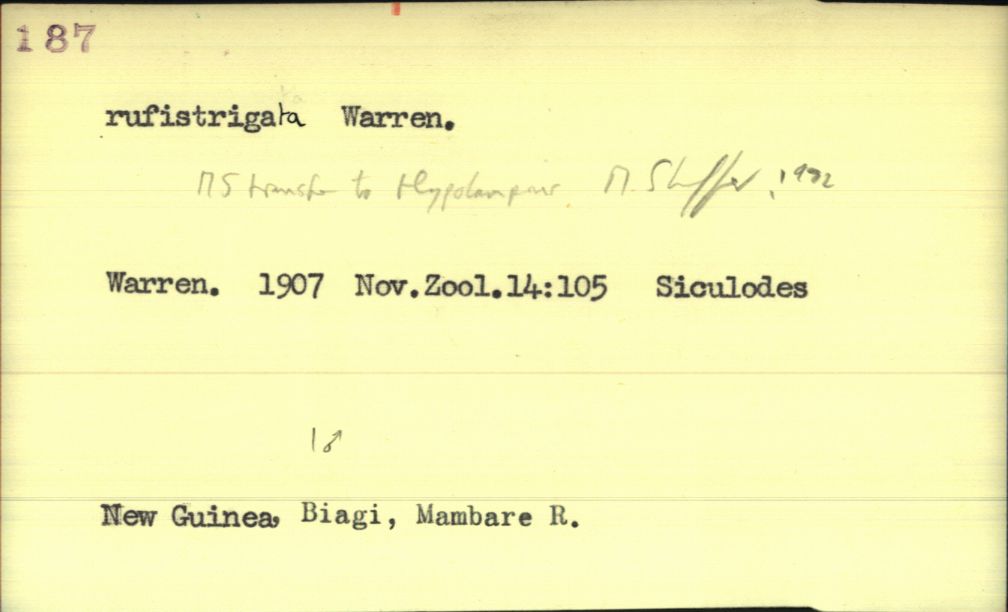 187
rufistrigata Warren.
MS transfer to Hypolamprus M. Shaffer, 1972
Warren. 1907 Nov.Zool.14:105 Siculodes
1♂
New Guinea, Biagi, Mambare R.